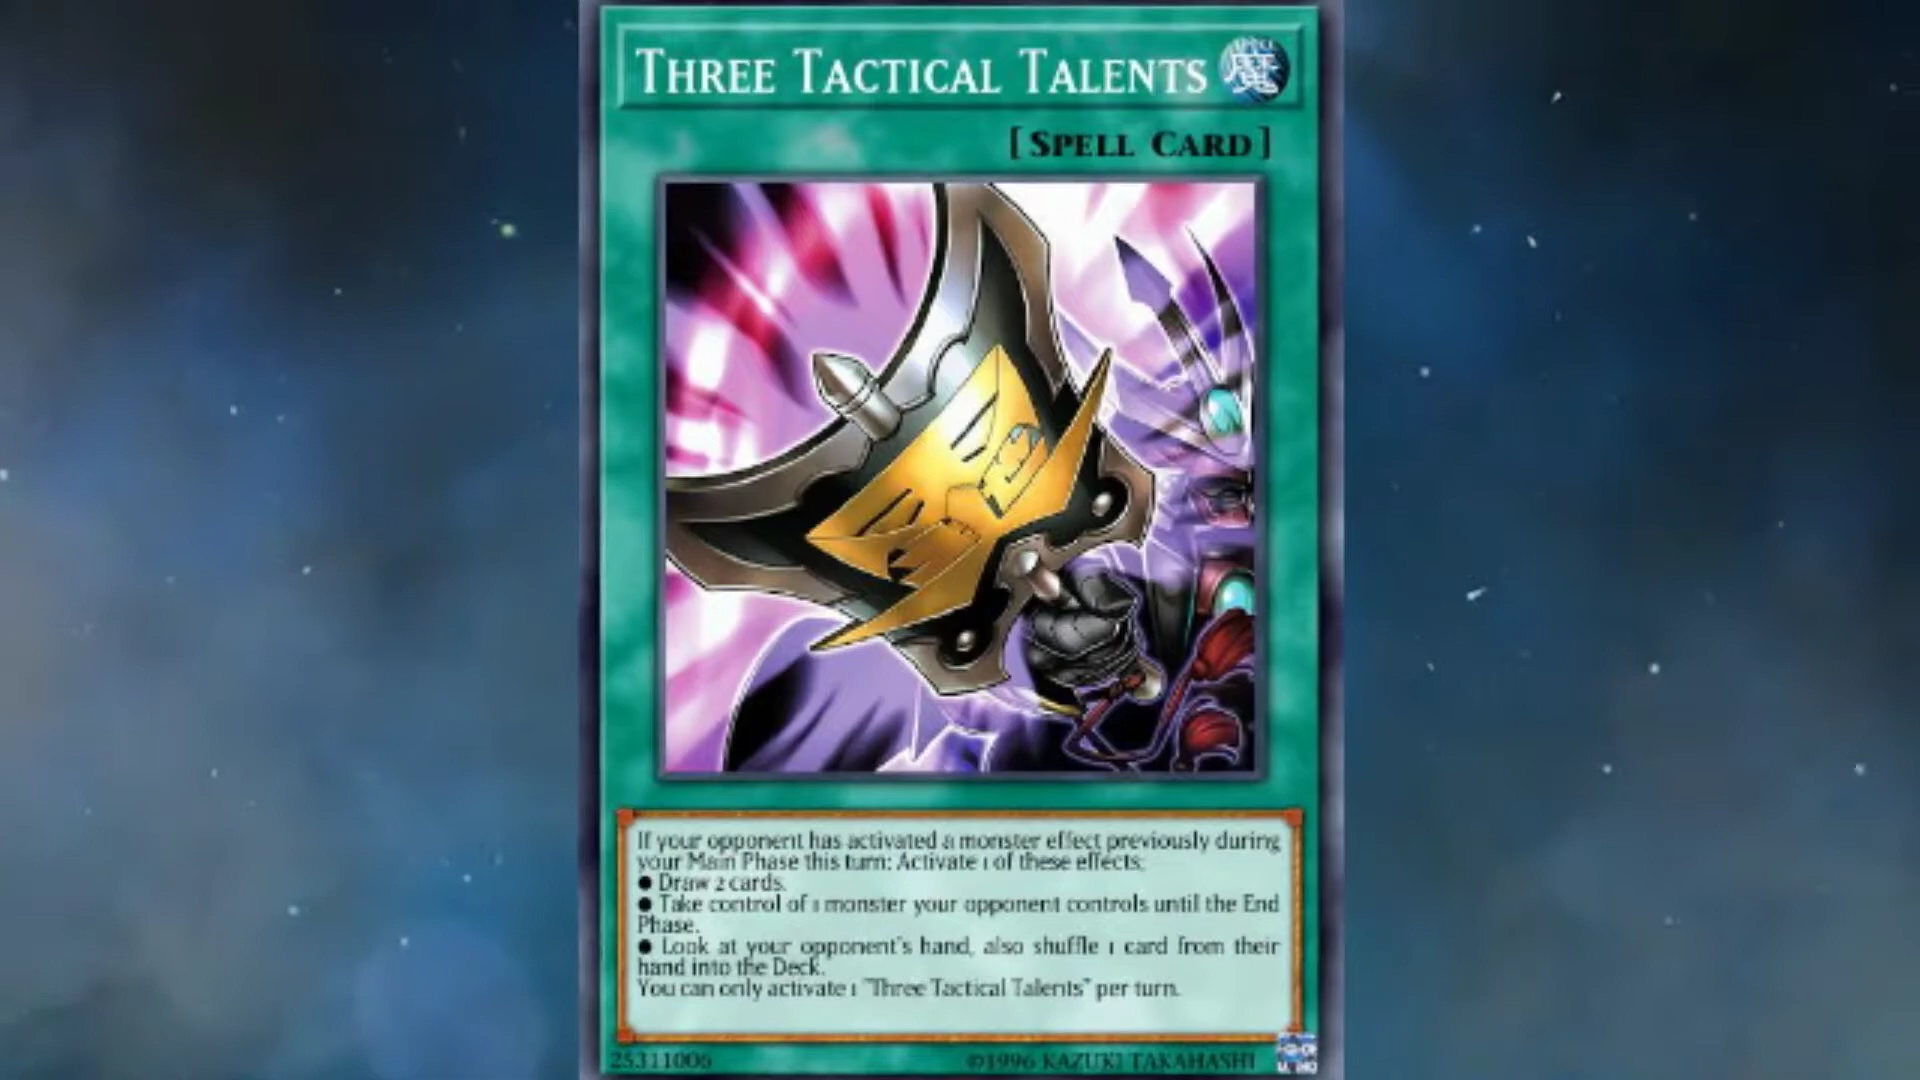 THREE TACTICAL TALENTS 魔
[SPELL CARD]
If your opponent has activated a monster effect previously during
your Main Phase this turn: Activate 1 of these effects;
● Draw 2 cards.
● Take control of 1 monster your opponent controls until the End
Phase.
● Look at your opponent's hand, also shuffle 1 card from their
hand into the Deck.
You can only activate 1 "Three Tactical Talents" per turn.
25311006 ©1996 KAZUKI TAKAHASHI